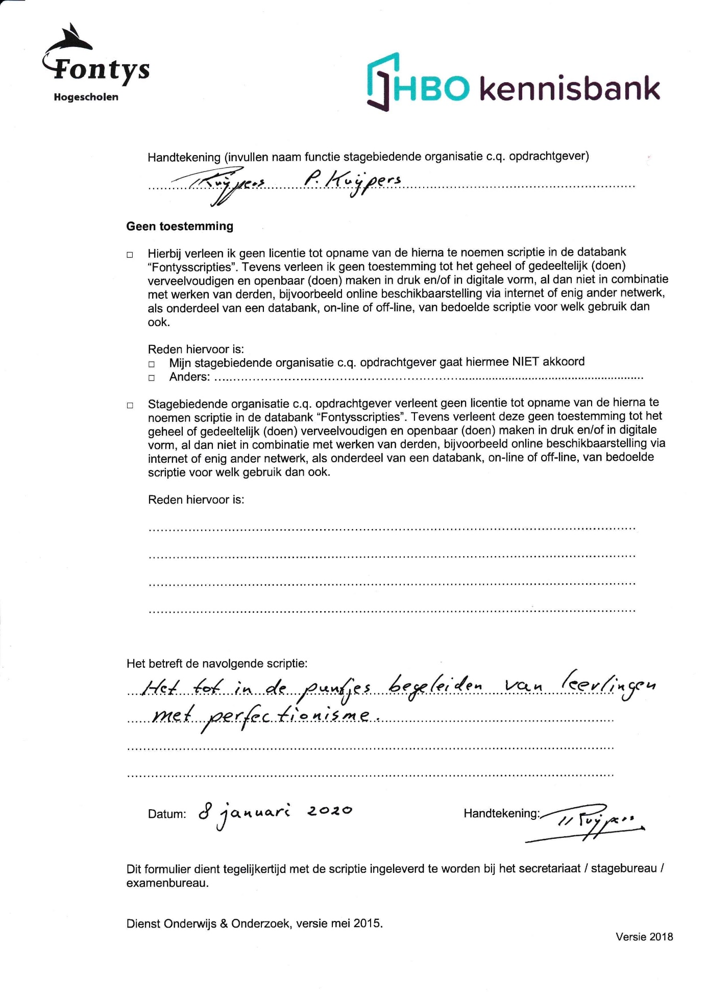 Fontys
Hogescholen
HBO kennisbank
Handtekening (invullen naam functie stagebiedende organisatie c.q. opdrachtgever)
Kuÿpers P. Kuÿpers
Geen toestemming
□ Hierbij verleen ik geen licentie tot opname van de hierna te noemen scriptie in de databank
“Fontysscripties”. Tevens verleen ik geen toestemming tot het geheel of gedeeltelijk (doen)
verveelvoudigen en openbaar (doen) maken in druk en/of in digitale vorm, al dan niet in combinatie
met werken van derden, bijvoorbeeld online beschikbaarstelling via internet of enig ander netwerk,
als onderdeel van een databank, on-line of off-line, van bedoelde scriptie voor welk gebruik dan
ook.
Reden hiervoor is:
□ Mijn stagebiedende organisatie c.q. opdrachtgever gaat hiermee NIET akkoord
□ Anders:
□ Stagebiedende organisatie c.q. opdrachtgever verleent geen licentie tot opname van de hierna te
noemen scriptie in de databank “Fontysscripties”. Tevens verleent deze geen toestemming tot het
geheel of gedeeltelijk (doen) verveelvoudigen en openbaar (doen) maken in druk en/of in digitale
vorm, al dan niet in combinatie met werken van derden, bijvoorbeeld online beschikbaarstelling via
internet of enig ander netwerk, als onderdeel van een databank, on-line of off-line, van bedoelde
scriptie voor welk gebruik dan ook.
Reden hiervoor is:
Het betreft de navolgende scriptie:
Het tot in de puntjes begeleiden van leerlingen
met perfectionisme.
Datum: 8 januari 2020 Handtekening: Kuÿpers
Dit formulier dient tegelijkertijd met de scriptie ingeleverd te worden bij het secretariaat / stagebureau /
examenbureau.
Dienst Onderwijs & Onderzoek, versie mei 2015.
Versie 2018